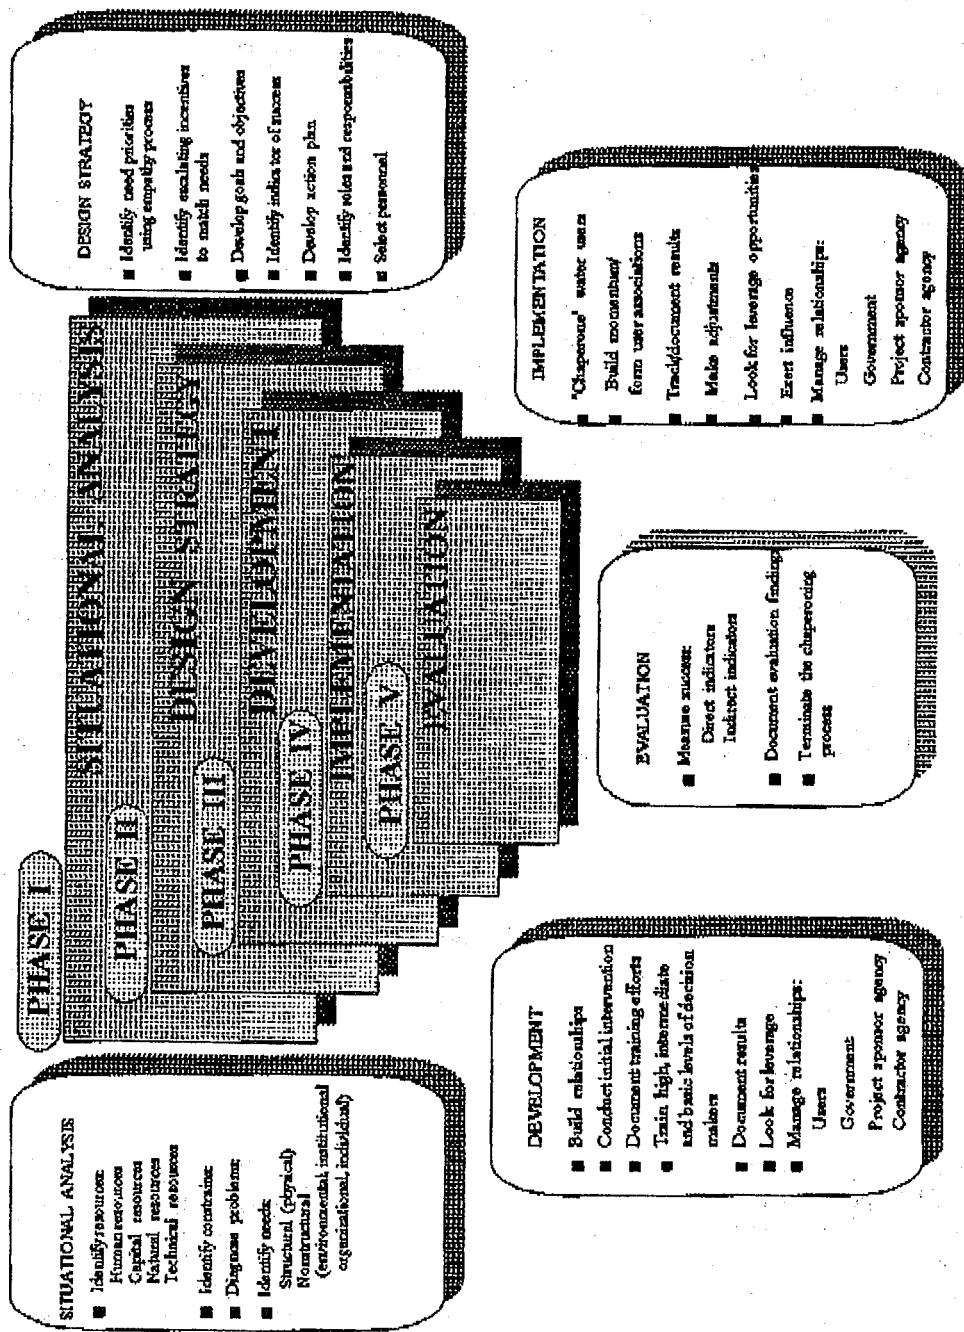 PHASE I
SITUATIONAL ANALYSIS
PHASE II
DESIGN STRATEGY
PHASE III
DEVELOPMENT
PHASE IV
IMPLEMENTATION
PHASE V
EVALUATION
SITUATIONAL ANALYSIS
■ Identify resources:
Human resources
Capital resources
Natural resources
Technical resources
■ Identify constraints:
■ Diagnose problems;
■ Identify needs:
Structural (physical)
Nonstructural
(environmental, institutional
organizational, individual)
DESIGN STRATEGY
■ Identify need priorities
using empathy process
■ Identify escalating incentives
to match needs
■ Develop goals and objectives
■ Identify indicator of success
■ Develop action plan
■ Identify roles and responsibilities
■ Select personnel
DEVELOPMENT
■ Build relationships
■ Conduct initial intervention
■ Document training efforts
■ Train high, intermediate
and basic levels of decision
makers
■ Document results
■ Look for leverage
■ Manage relationships:
Users
Government
Project sponsor agency
Contractor agency
EVALUATION
■ Measure success:
Direct indicators
Indirect indicators
■ Document evaluation findings
■ Terminate the chaperoning
process
IMPLEMENTATION
■ "Chaperone" water users
■ Build momentum/
form user associations
■ Track/document results
■ Make adjustments
■ Look for leverage opportunities
■ Exert influence
■ Manage relationships:
Users
Government
Project sponsor agency
Contractor agency